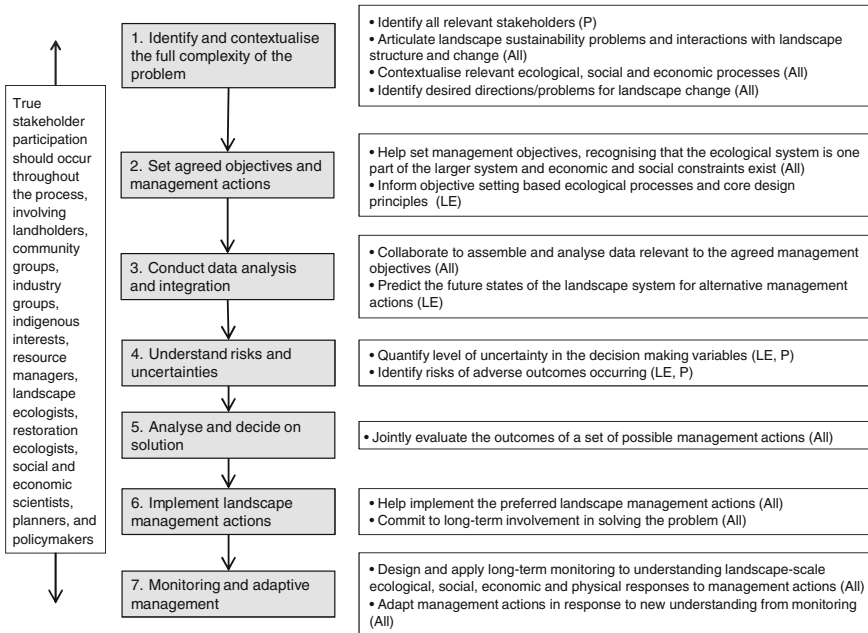 True
stakeholder
participation
should occur
throughout
the process,
involving
landholders,
community
groups,
industry
groups,
indigenous
interests,
resource
managers,
landscape
ecologists,
restoration
ecologists,
social and
economic
scientists,
planners, and
policymakers
1. Identify and contextualise
the full complexity of the
problem
• Identify all relevant stakeholders (P)
• Articulate landscape sustainability problems and interactions with landscape
structure and change (All)
• Contextualise relevant ecological, social and economic processes (All)
• Identify desired directions/problems for landscape change (All)
2. Set agreed objectives and
management actions
• Help set management objectives, recognising that the ecological system is one
part of the larger system and economic and social constraints exist (All)
• Inform objective setting based ecological processes and core design
principles (LE)
3. Conduct data analysis
and integration
• Collaborate to assemble and analyse data relevant to the agreed management
objectives (All)
• Predict the future states of the landscape system for alternative management
actions (LE)
4. Understand risks and
uncertainties
• Quantify level of uncertainty in the decision making variables (LE, P)
• Identify risks of adverse outcomes occurring (LE, P)
5. Analyse and decide on
solution
• Jointly evaluate the outcomes of a set of possible management actions (All)
6. Implement landscape
management actions
• Help implement the preferred landscape management actions (All)
• Commit to long-term involvement in solving the problem (All)
7. Monitoring and adaptive
management
• Design and apply long-term monitoring to understanding landscape-scale
ecological, social, economic and physical responses to management actions (All)
• Adapt management actions in response to new understanding from monitoring
(All)